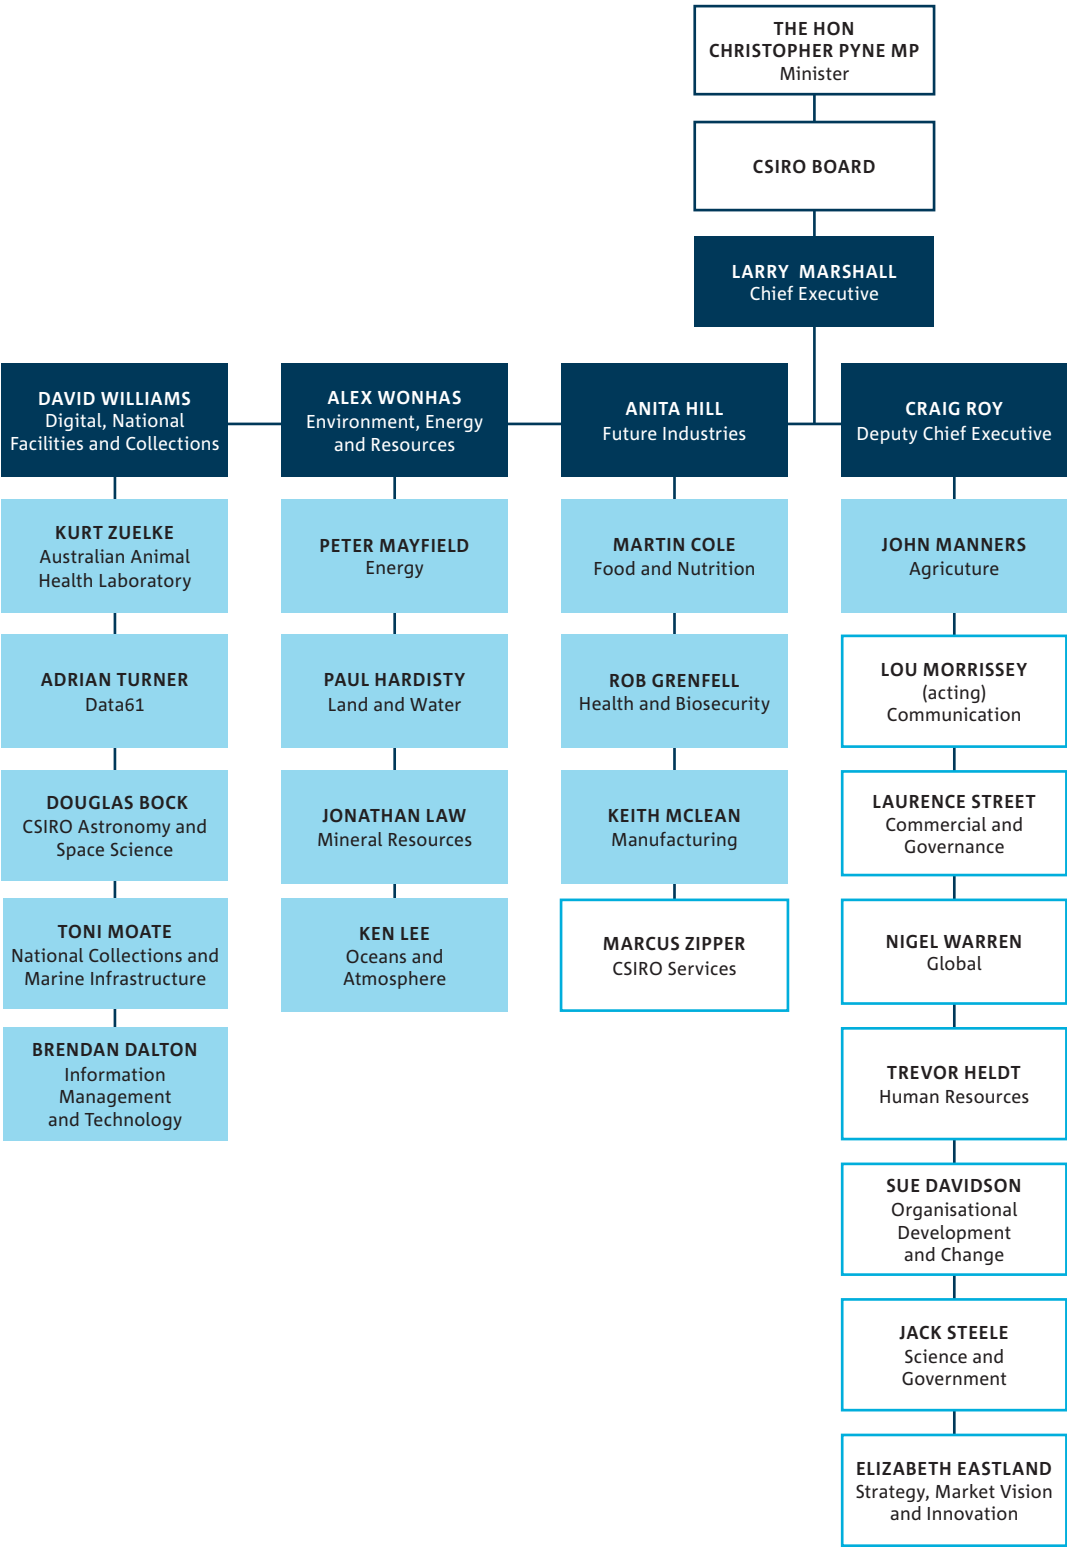 THE HON
CHRISTOPHER PYNE MP
Minister
CSIRO BOARD
LARRY MARSHALL
Chief Executive
DAVID WILLIAMS
Digital, National
Facilities and Collections
KURT ZUELKE
Australian Animal
Health Laboratory
ADRIAN TURNER
Data61
DOUGLAS BOCK
CSIRO Astronomy and
Space Science
TONI MOATE
National Collections and
Marine Infrastructure
BRENDAN DALTON
Information
Management
and Technology
ALEX WONHAS
Environment, Energy
and Resources
PETER MAYFIELD
Energy
PAUL HARDISTY
Land and Water
JONATHAN LAW
Mineral Resources
KEN LEE
Oceans and
Atmosphere
ANITA HILL
Future Industries
MARTIN COLE
Food and Nutrition
ROB GRENFELL
Health and Biosecurity
KEITH MCLEAN
Manufacturing
MARCUS ZIPPER
CSIRO Services
CRAIG ROY
Deputy Chief Executive
JOHN MANNERS
Agricuture
LOU MORRISSEY
(acting)
Communication
LAURENCE STREET
Commercial and
Governance
NIGEL WARREN
Global
TREVOR HELDT
Human Resources
SUE DAVIDSON
Organisational
Development
and Change
JACK STEELE
Science and
Government
ELIZABETH EASTLAND
Strategy, Market Vision
and Innovation